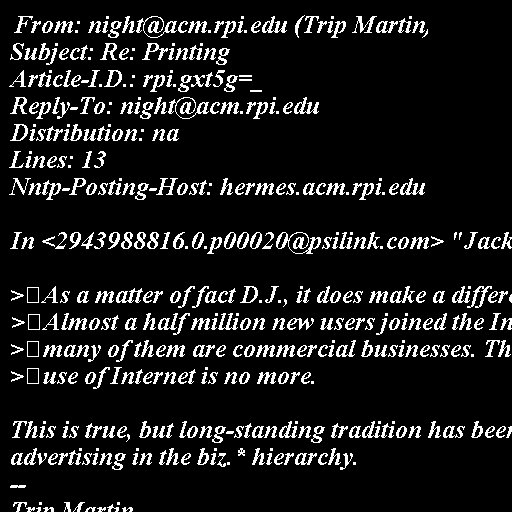 From: night@acm.rpi.edu (Trip Martin,
Subject: Re: Printing
Article-I.D.: rpi.gxt5g=_
Reply-To: night@acm.rpi.edu
Distribution: na
Lines: 13
Nntp-Posting-Host: hermes.acm.rpi.edu
In <2943988816.0.p00020@psilink.com> "Jack
>▯As a matter of fact D.J., it does make a differe
>▯Almost a half million new users joined the In
>▯many of them are commercial businesses. Th
>▯use of Internet is no more.
This is true, but long-standing tradition has been
advertising in the biz.* hierarchy.
--
Trip Martin